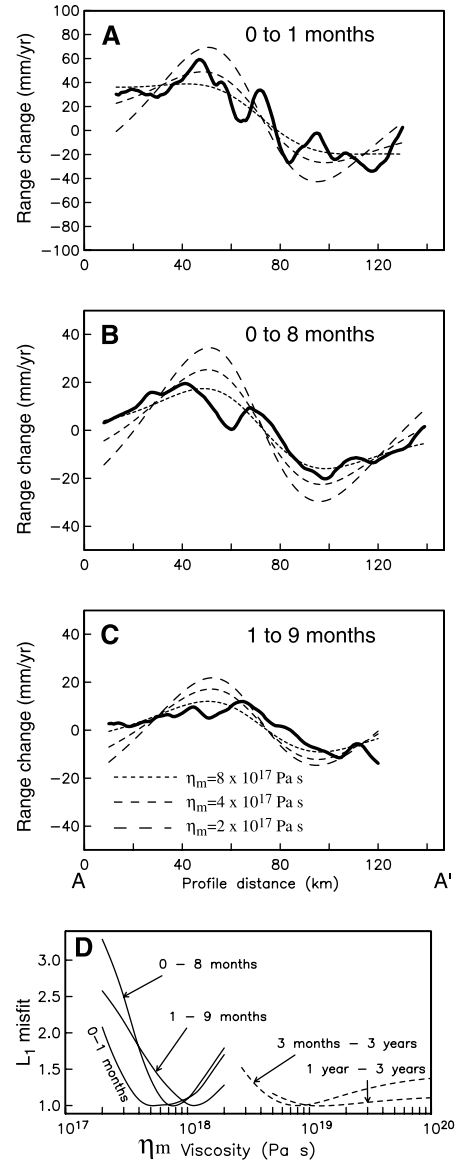 A
0 to 1 months
Range change (mm/yr)
100
80
60
40
20
0
−20
−40
−60
−80
−100
0 40 80 120
B
0 to 8 months
Range change (mm/yr)
40
20
0
−20
−40
0 40 80 120
C
1 to 9 months
Range change (mm/yr)
40
20
0
−20
−40
ηm=8 x 10^17 Pa s
ηm=4 x 10^17 Pa s
ηm=2 x 10^17 Pa s
0 40 80 120
A Profile distance (km) A'
D
L1 misfit
3.0
2.5
2.0
1.5
1.0
0 − 8 months
1 − 9 months
0−1 months
3 months − 3 years
1 year − 3 years
10^17 10^18 10^19 10^20
ηm Viscosity (Pa s)